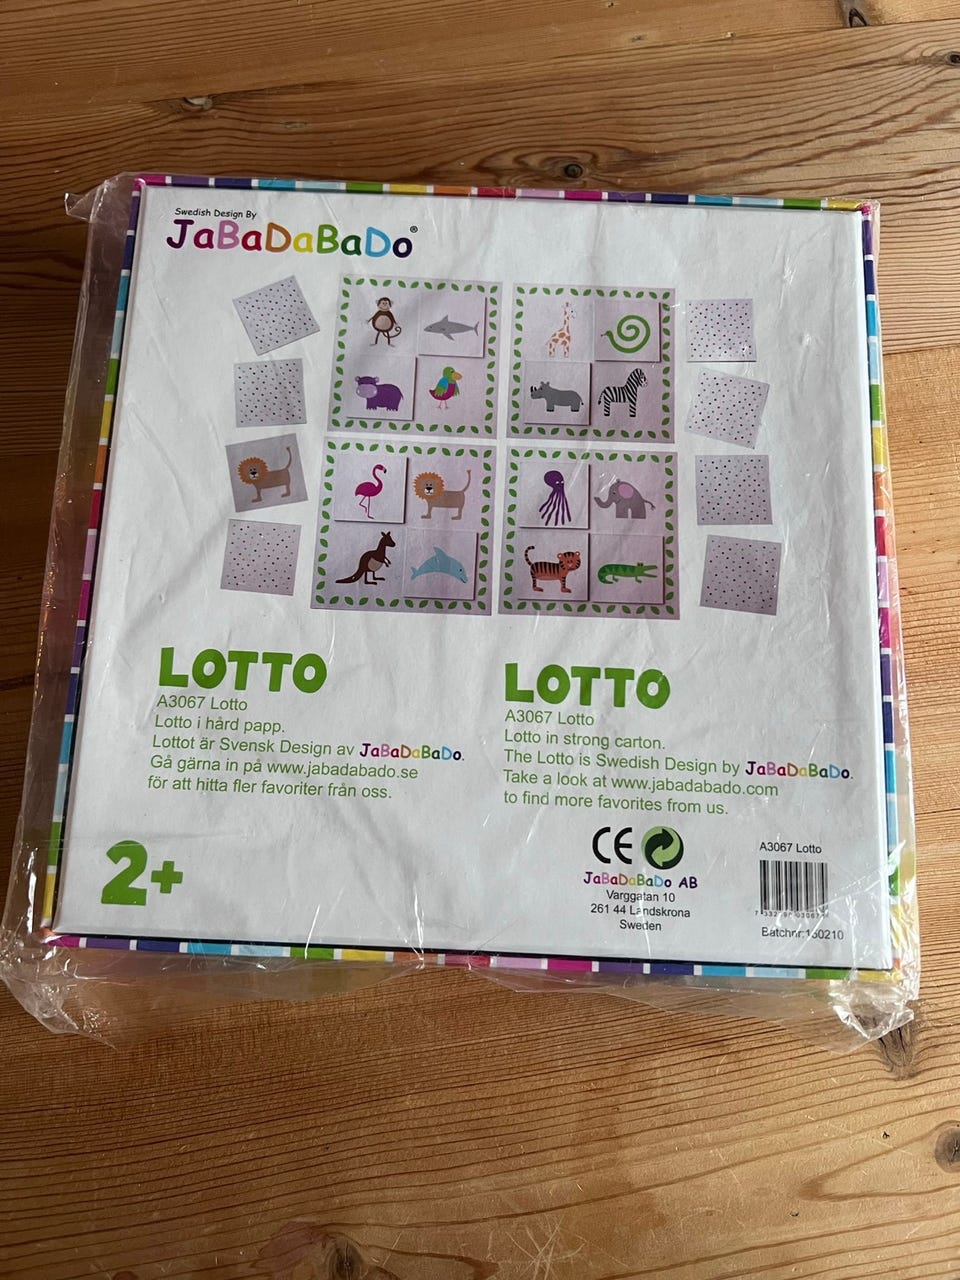 Swedish Design By
JaBaDaBaDo®
LOTTO
A3067 Lotto
Lotto i hård papp.
Lottot är Svensk Design av JaBaDaBaDo.
Gå gärna in på www.jabadabado.se
för att hitta fler favoriter från oss.
LOTTO
A3067 Lotto
Lotto in strong carton.
The Lotto is Swedish Design by JaBaDaBaDo.
Take a look at www.jabadabado.com
to find more favorites from us.
2+
CE
JaBaDaBaDo AB
Varggatan 10
261 44 Landskrona
Sweden
A3067 Lotto
Batchnr:150210